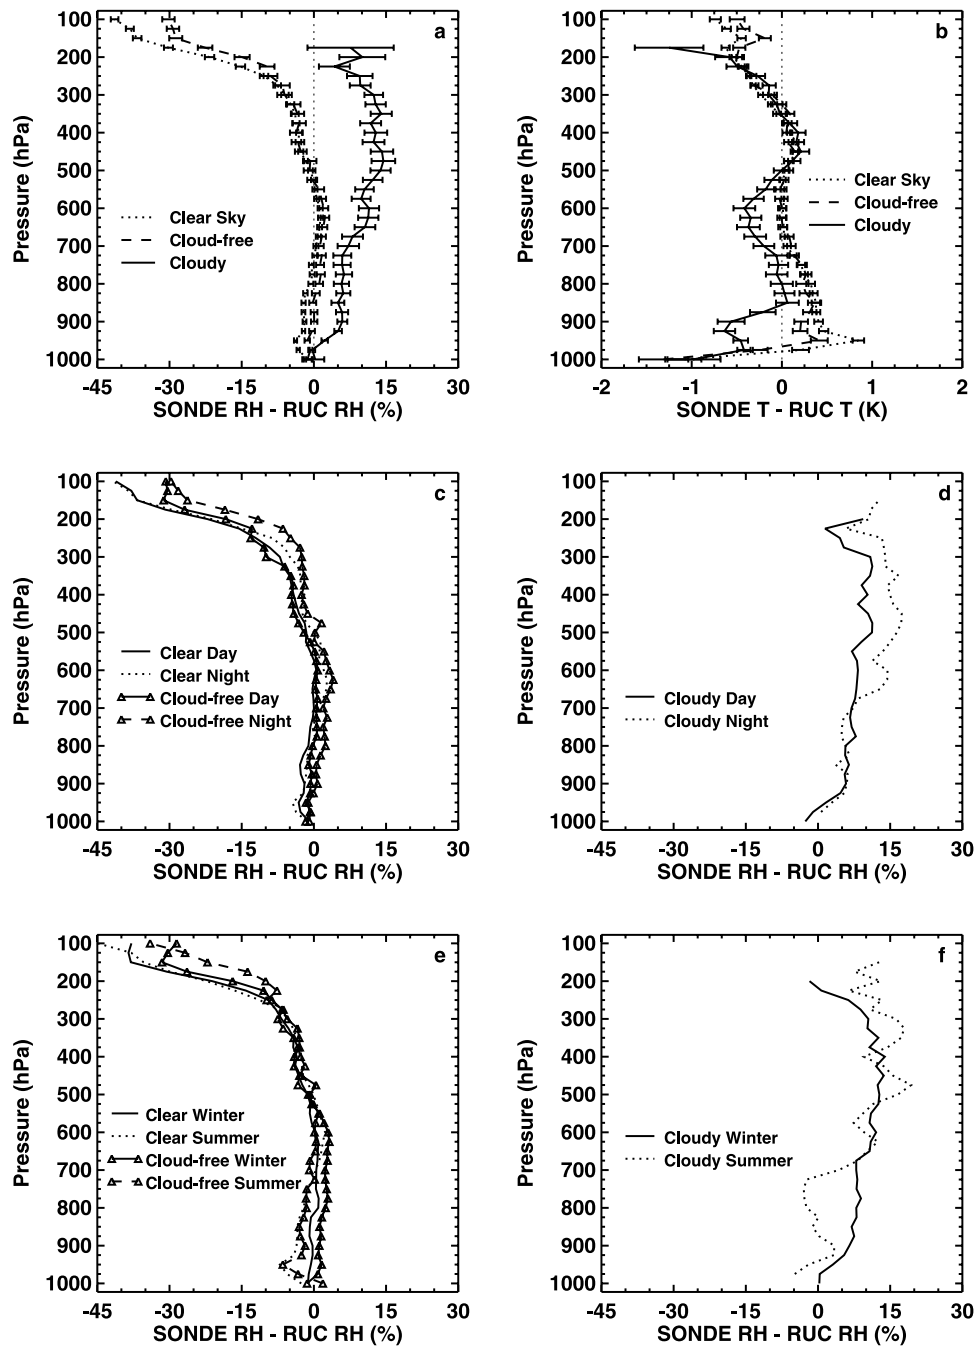 a
100
200
300
400
500
600
700
800
900
1000
Pressure (hPa)
Clear Sky
Cloud-free
Cloudy
-45 -30 -15 0 15 30
SONDE RH - RUC RH (%)
b
100
200
300
400
500
600
700
800
900
1000
Pressure (hPa)
Clear Sky
Cloud-free
Cloudy
-2 -1 0 1 2
SONDE T - RUC T (K)
c
100
200
300
400
500
600
700
800
900
1000
Pressure (hPa)
Clear Day
Clear Night
Cloud-free Day
Cloud-free Night
-45 -30 -15 0 15 30
SONDE RH - RUC RH (%)
d
100
200
300
400
500
600
700
800
900
1000
Pressure (hPa)
Cloudy Day
Cloudy Night
-45 -30 -15 0 15 30
SONDE RH - RUC RH (%)
e
100
200
300
400
500
600
700
800
900
1000
Pressure (hPa)
Clear Winter
Clear Summer
Cloud-free Winter
Cloud-free Summer
-45 -30 -15 0 15 30
SONDE RH - RUC RH (%)
f
100
200
300
400
500
600
700
800
900
1000
Pressure (hPa)
Cloudy Winter
Cloudy Summer
-45 -30 -15 0 15 30
SONDE RH - RUC RH (%)